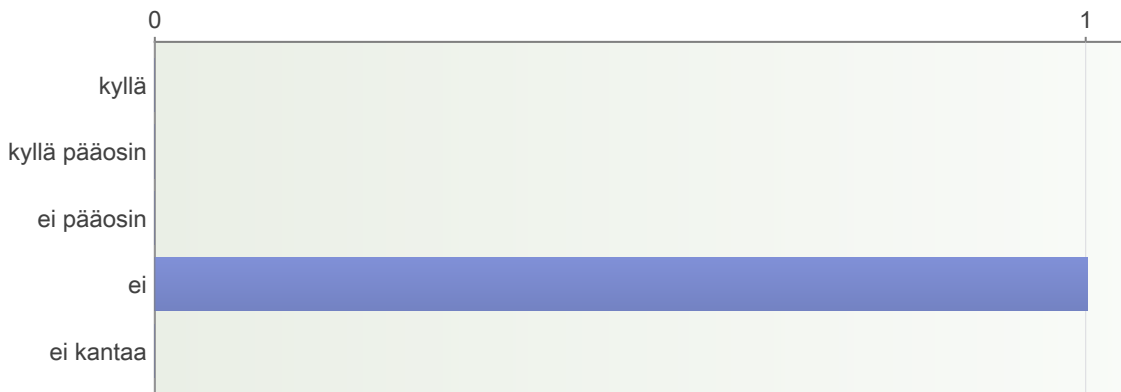 0 1
kyllä
kyllä pääosin
ei pääosin
ei
ei kantaa